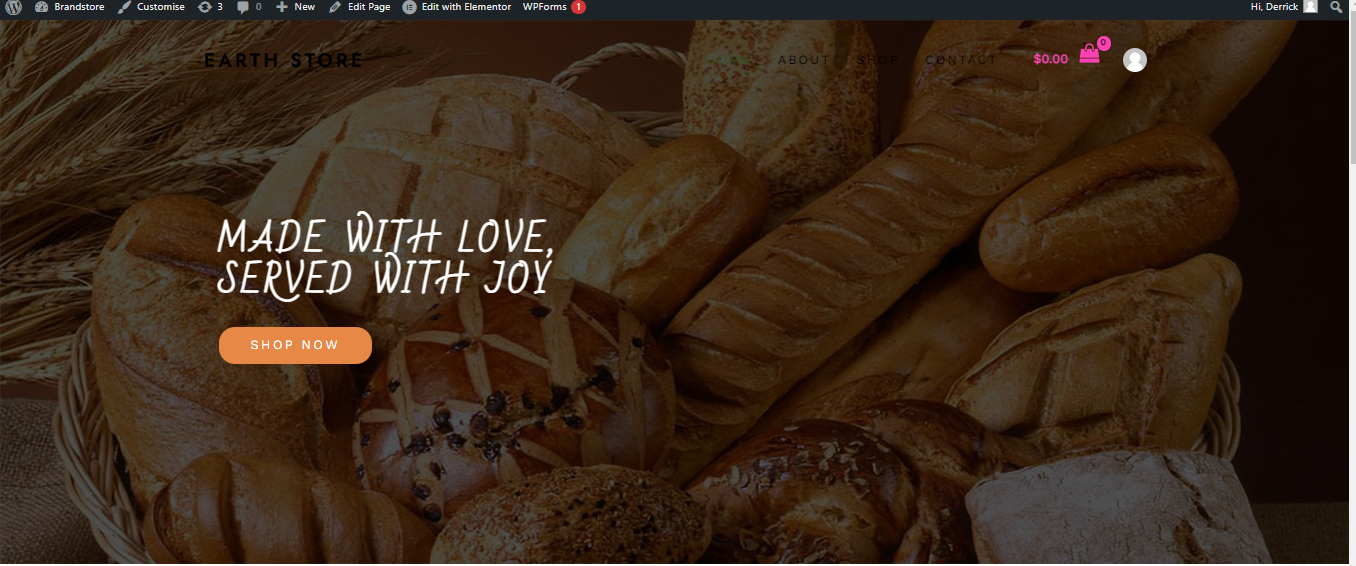 Brandstore Customise 3 0 New Edit Page Edit with Elementor WPForms 1 Hi, Derrick
EARTH STORE
ABOUT SHOP CONTACT $0.00 0
MADE WITH LOVE,
SERVED WITH JOY
SHOP NOW